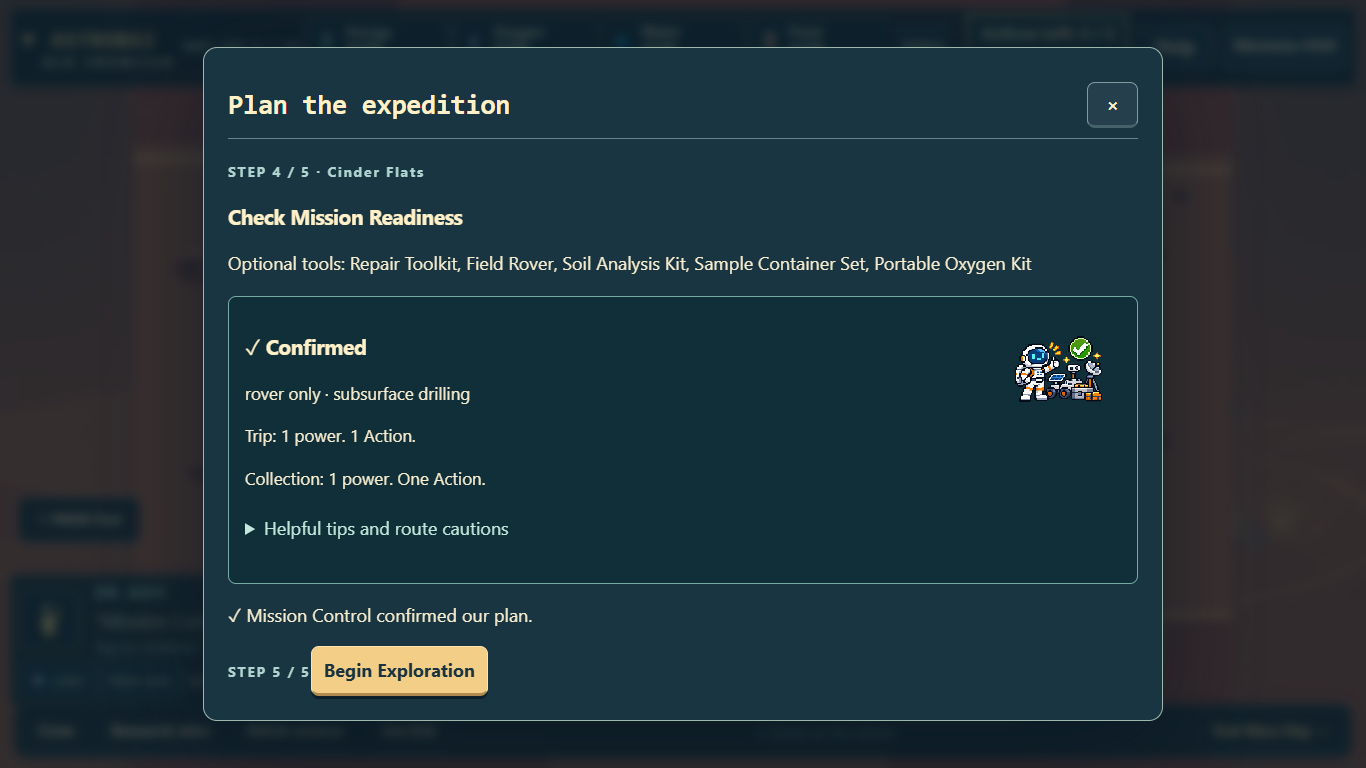 Plan the expedition
×
STEP 4 / 5 · Cinder Flats
Check Mission Readiness
Optional tools: Repair Toolkit, Field Rover, Soil Analysis Kit, Sample Container Set, Portable Oxygen Kit
✓ Confirmed
rover only · subsurface drilling
Trip: 1 power. 1 Action.
Collection: 1 power. One Action.
▶ Helpful tips and route cautions
✓ Mission Control confirmed our plan.
STEP 5 / 5 Begin Exploration